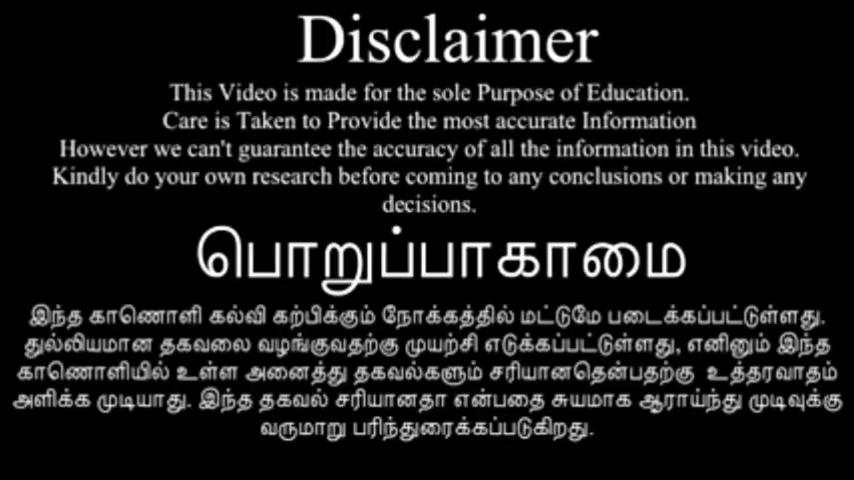 Disclaimer
This Video is made for the sole Purpose of Education.
Care is Taken to Provide the most accurate Information
However we can't guarantee the accuracy of all the information in this video.
Kindly do your own research before coming to any conclusions or making any
decisions.
பொறுப்பாகாமை
இந்த காணொளி கல்வி கற்பிக்கும் நோக்கத்தில் மட்டுமே படைக்கப்பட்டுள்ளது.
துல்லியமான தகவலை வழங்குவதற்கு முயற்சி எடுக்கப்பட்டுள்ளது, எனினும் இந்த
காணொளியில் உள்ள அனைத்து தகவல்களும் சரியானதென்பதற்கு உத்தரவாதம்
அளிக்க முடியாது. இந்த தகவல் சரியானதா என்பதை சுயமாக ஆராய்ந்து முடிவுக்கு
வருமாறு பரிந்துரைக்கப்படுகிறது.